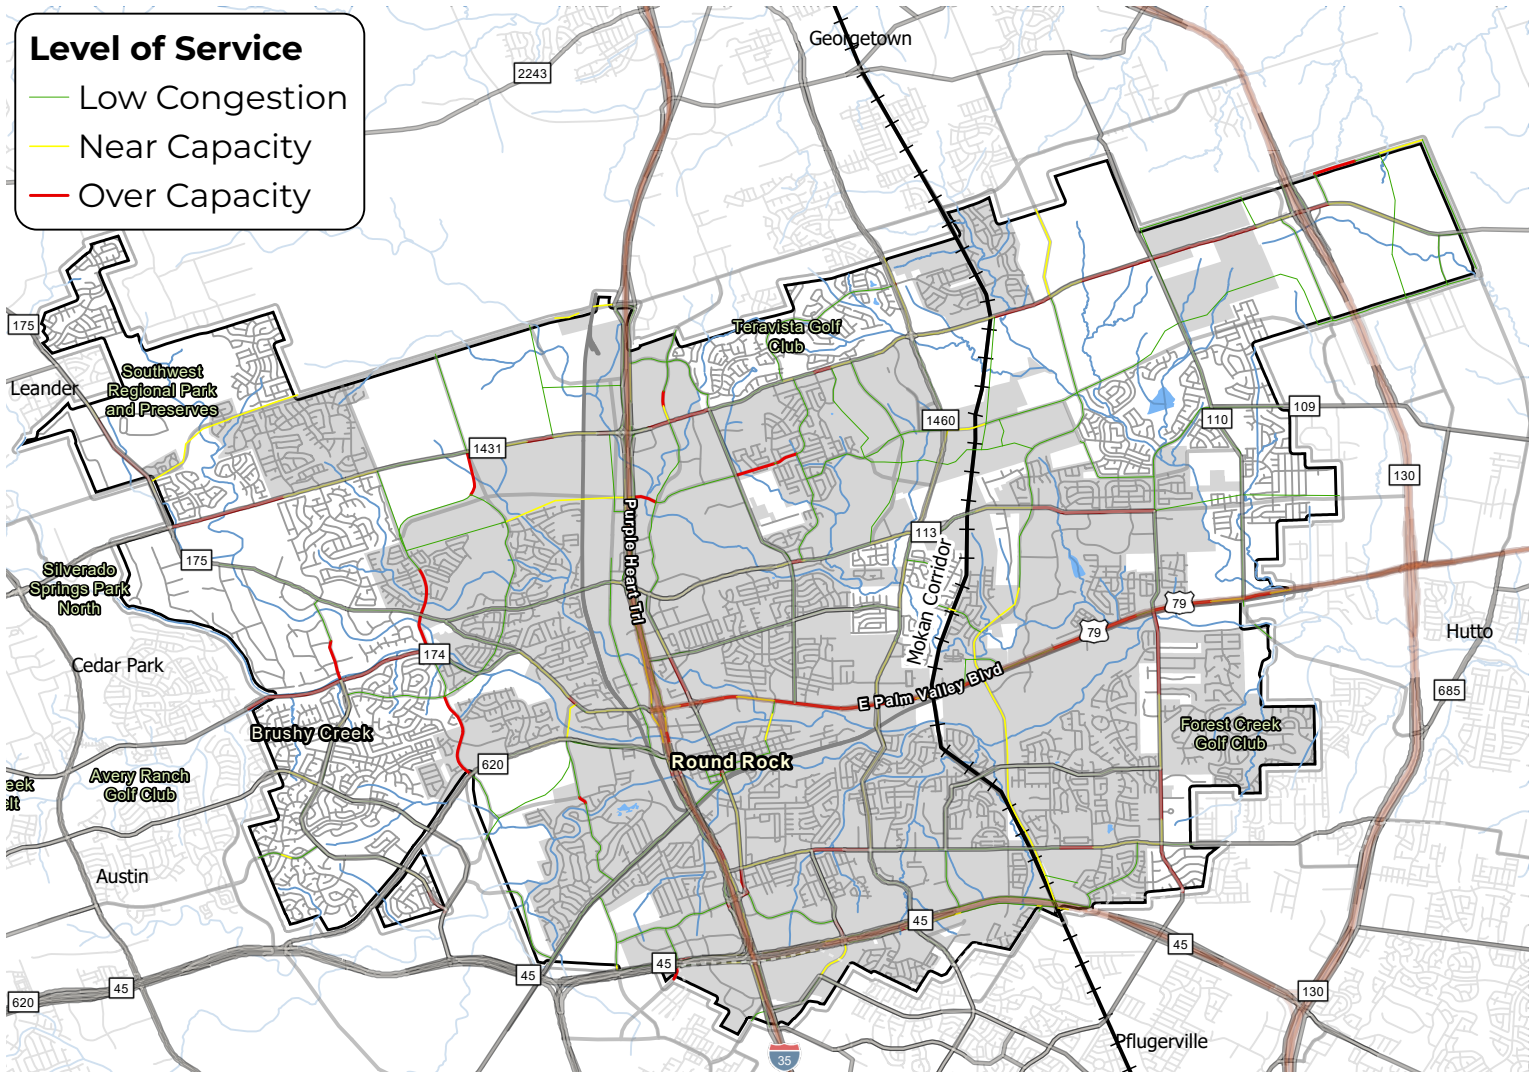 Level of Service
Low Congestion
Near Capacity
Over Capacity
Georgetown
2243
175
Leander
Southwest
Regional Park
and Preserves
Teravista Golf
Club
1431
1460
110
109
130
Purple Heart Trl
113
Mokan Corridor
175
Silverado
Springs Park
North
79
79
Hutto
Cedar Park
174
E Palm Valley Blvd
685
Brushy Creek
Round Rock
Forest Creek
Golf Club
620
eek
elt
Avery Ranch
Golf Club
Austin
45
45
45
45
45
620
130
35
Pflugerville